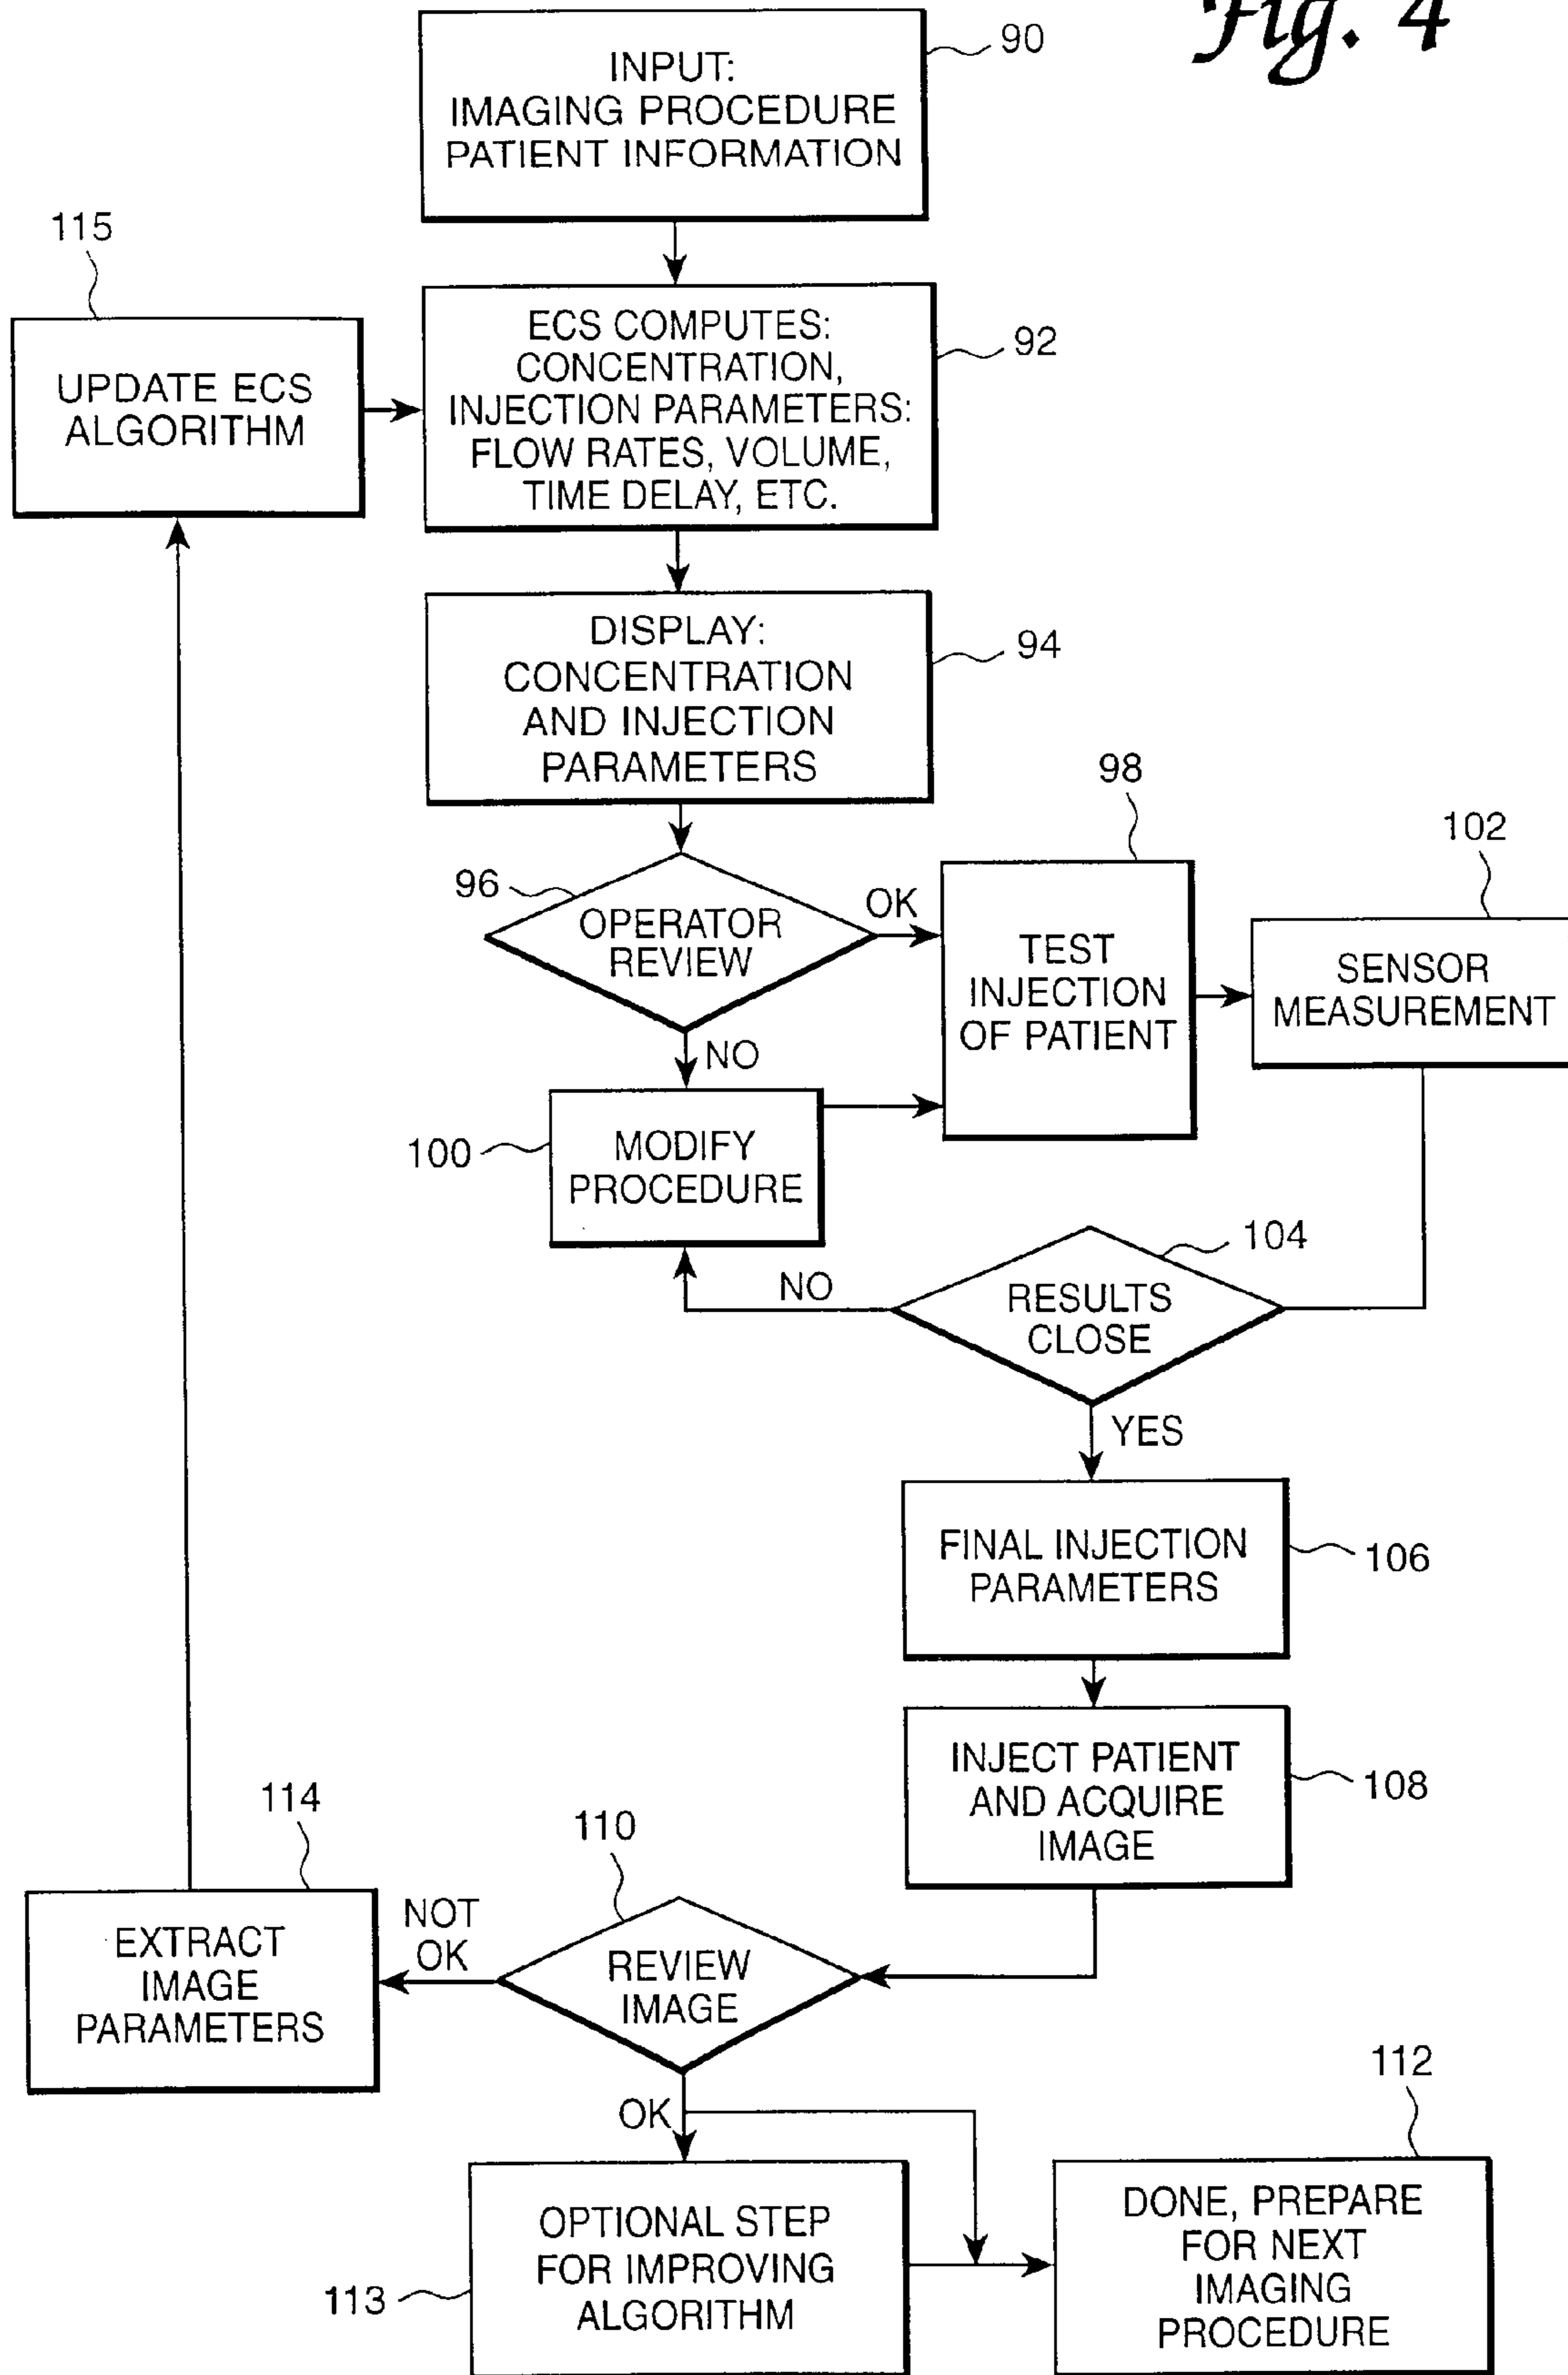 Fig. 4
90
INPUT:
IMAGING PROCEDURE
PATIENT INFORMATION
115
UPDATE ECS
ALGORITHM
92
ECS COMPUTES:
CONCENTRATION,
INJECTION PARAMETERS:
FLOW RATES, VOLUME,
TIME DELAY, ETC.
94
DISPLAY:
CONCENTRATION
AND INJECTION
PARAMETERS
96
OPERATOR
REVIEW
OK
NO
98
TEST
INJECTION
OF PATIENT
102
SENSOR
MEASUREMENT
100
MODIFY
PROCEDURE
104
RESULTS
CLOSE
NO
YES
FINAL INJECTION
PARAMETERS
106
INJECT PATIENT
AND ACQUIRE
IMAGE
108
110
REVIEW
IMAGE
NOT
OK
114
EXTRACT
IMAGE
PARAMETERS
OK
113
OPTIONAL STEP
FOR IMPROVING
ALGORITHM
112
DONE, PREPARE
FOR NEXT
IMAGING
PROCEDURE